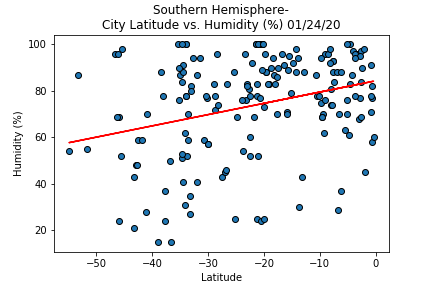 Southern Hemisphere-
City Latitude vs. Humidity (%) 01/24/20
Humidity (%)
100
80
60
40
20
−50
−40
−30
−20
−10
0
Latitude